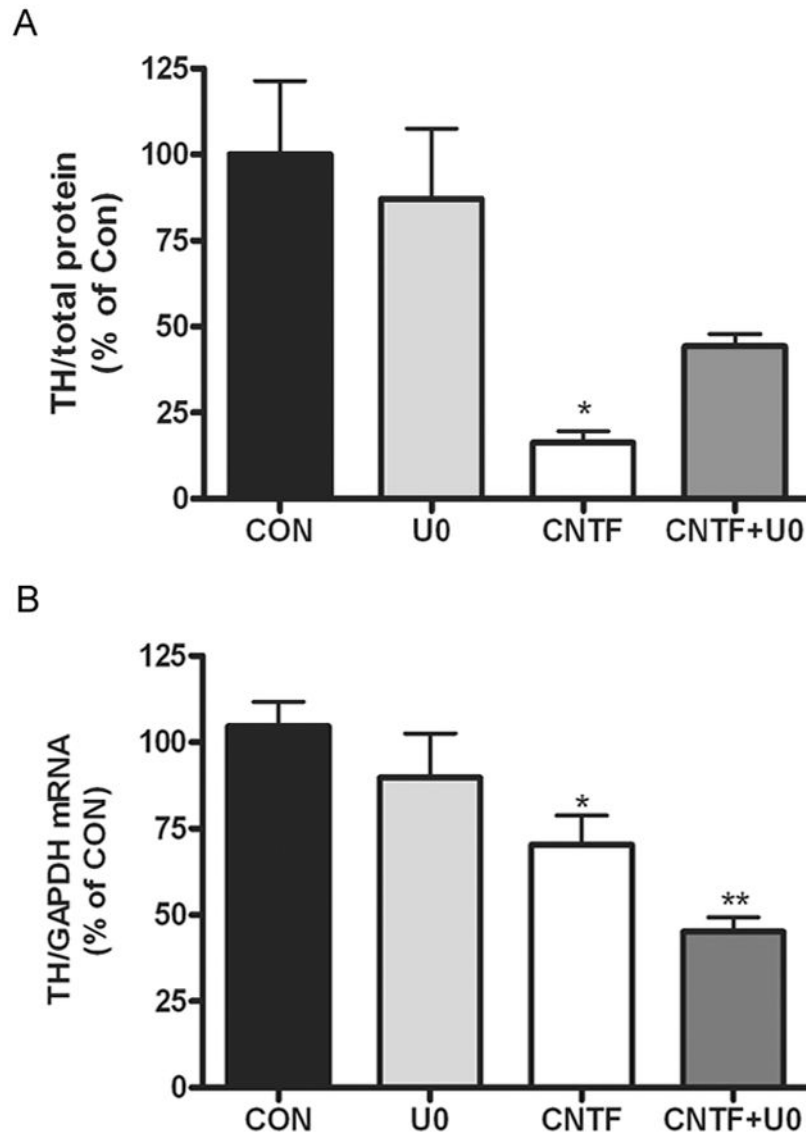 A
TH/total protein
(% of Con)
125
100
75
50
25
0
*
CON U0 CNTF CNTF+U0
B
TH/GAPDH mRNA
(% of CON)
125
100
75
50
25
0
*
**
CON U0 CNTF CNTF+U0